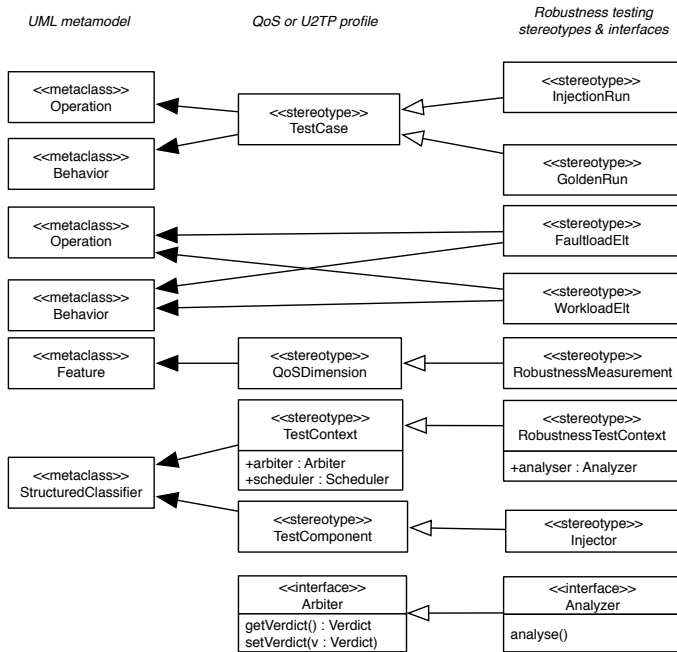 UML metamodel
QoS or U2TP profile
Robustness testing
stereotypes & interfaces
<<metaclass>>
Operation
<<stereotype>>
TestCase
<<stereotype>>
InjectionRun
<<metaclass>>
Behavior
<<stereotype>>
GoldenRun
<<metaclass>>
Operation
<<stereotype>>
FaultloadElt
<<metaclass>>
Behavior
<<stereotype>>
WorkloadElt
<<metaclass>>
Feature
<<stereotype>>
QoSDimension
<<stereotype>>
RobustnessMeasurement
<<metaclass>>
StructuredClassifier
<<stereotype>>
TestContext
+arbiter : Arbiter
+scheduler : Scheduler
<<stereotype>>
RobustnessTestContext
+analyser : Analyzer
<<stereotype>>
TestComponent
<<stereotype>>
Injector
<<interface>>
Arbiter
getVerdict() : Verdict
setVerdict(v : Verdict)
<<interface>>
Analyzer
analyse()